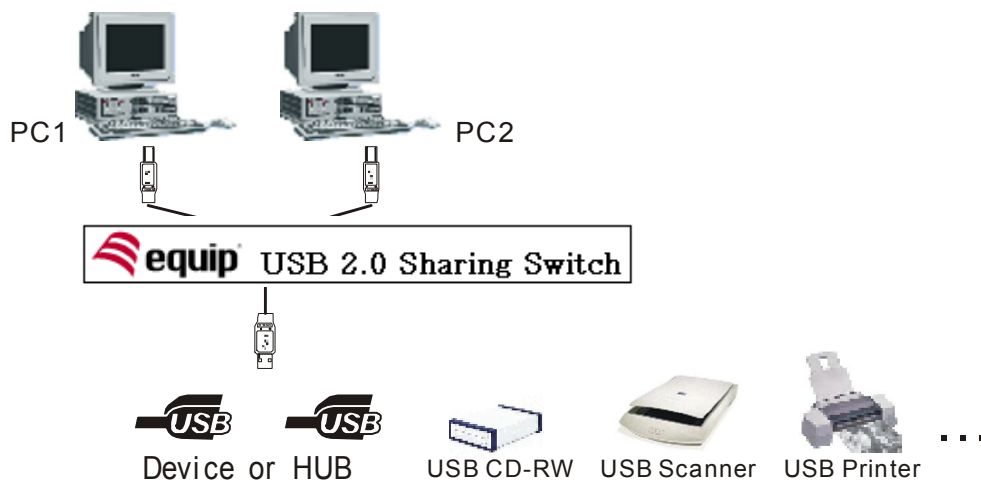 PC1
PC2
equip USB 2.0 Sharing Switch
USB USB
Device or HUB
USB CD-RW
USB Scanner
USB Printer
...